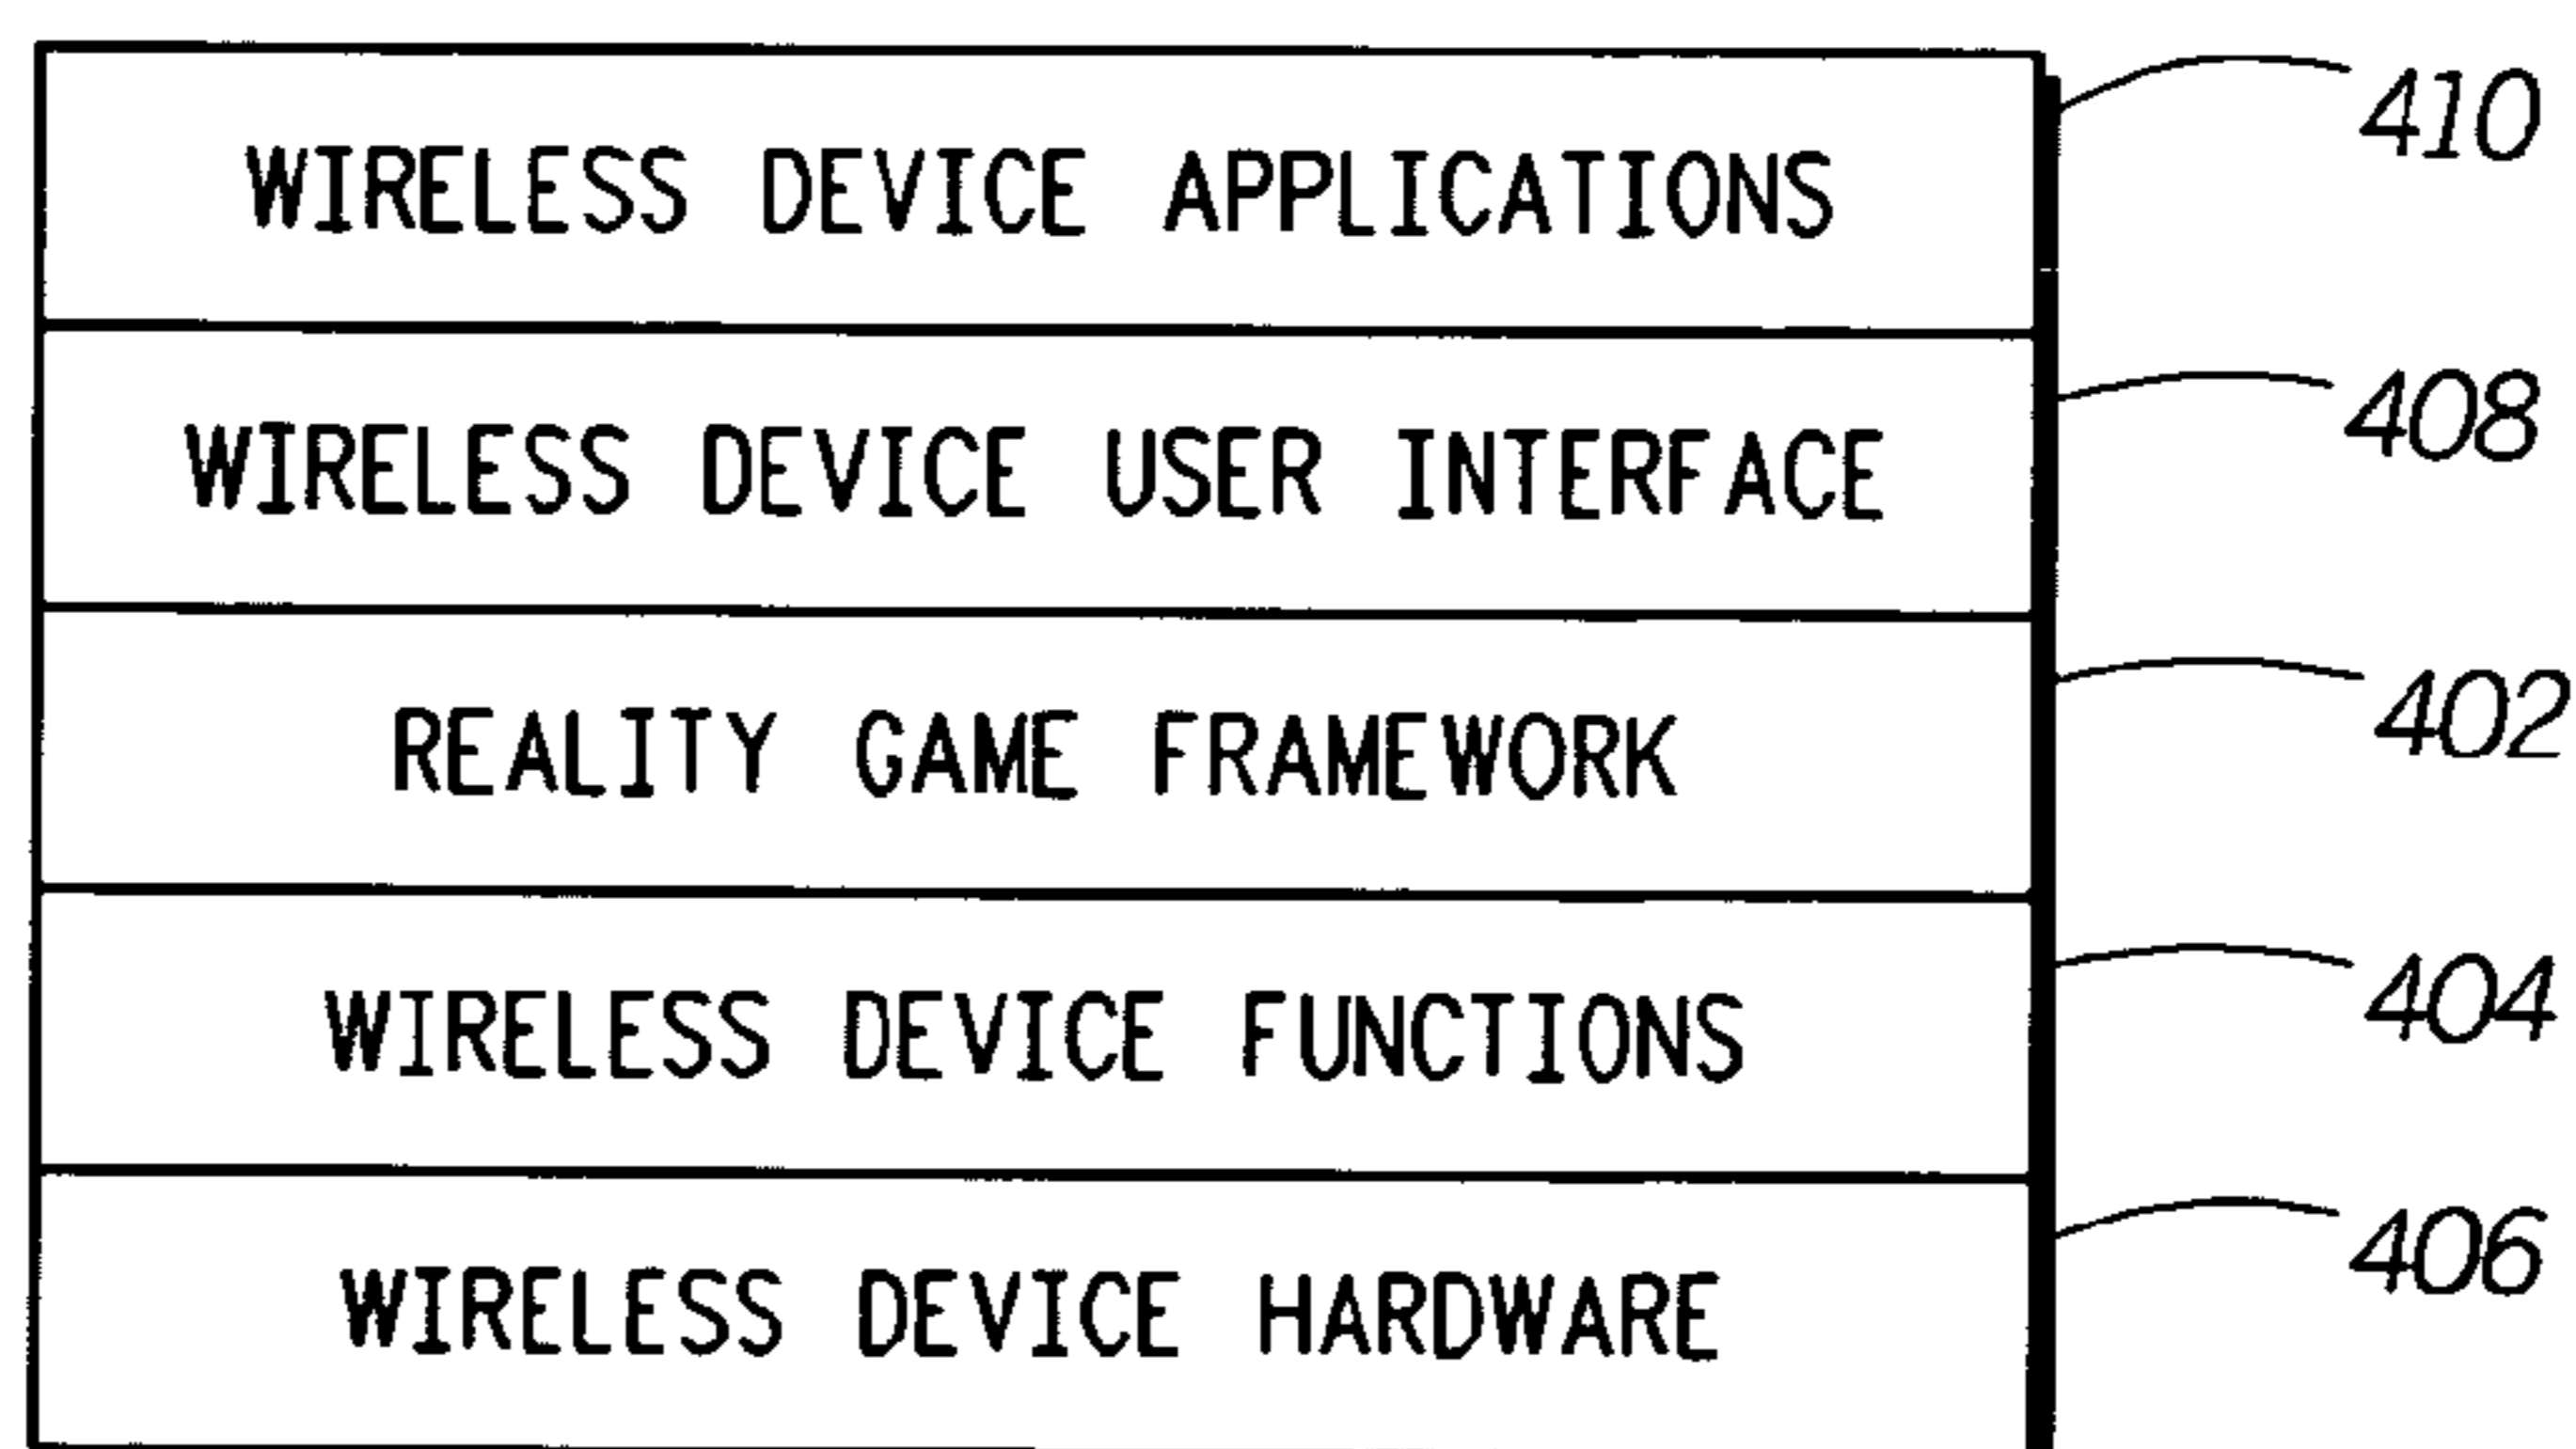 WIRELESS DEVICE APPLICATIONS 410
WIRELESS DEVICE USER INTERFACE 408
REALITY GAME FRAMEWORK 402
WIRELESS DEVICE FUNCTIONS 404
WIRELESS DEVICE HARDWARE 406